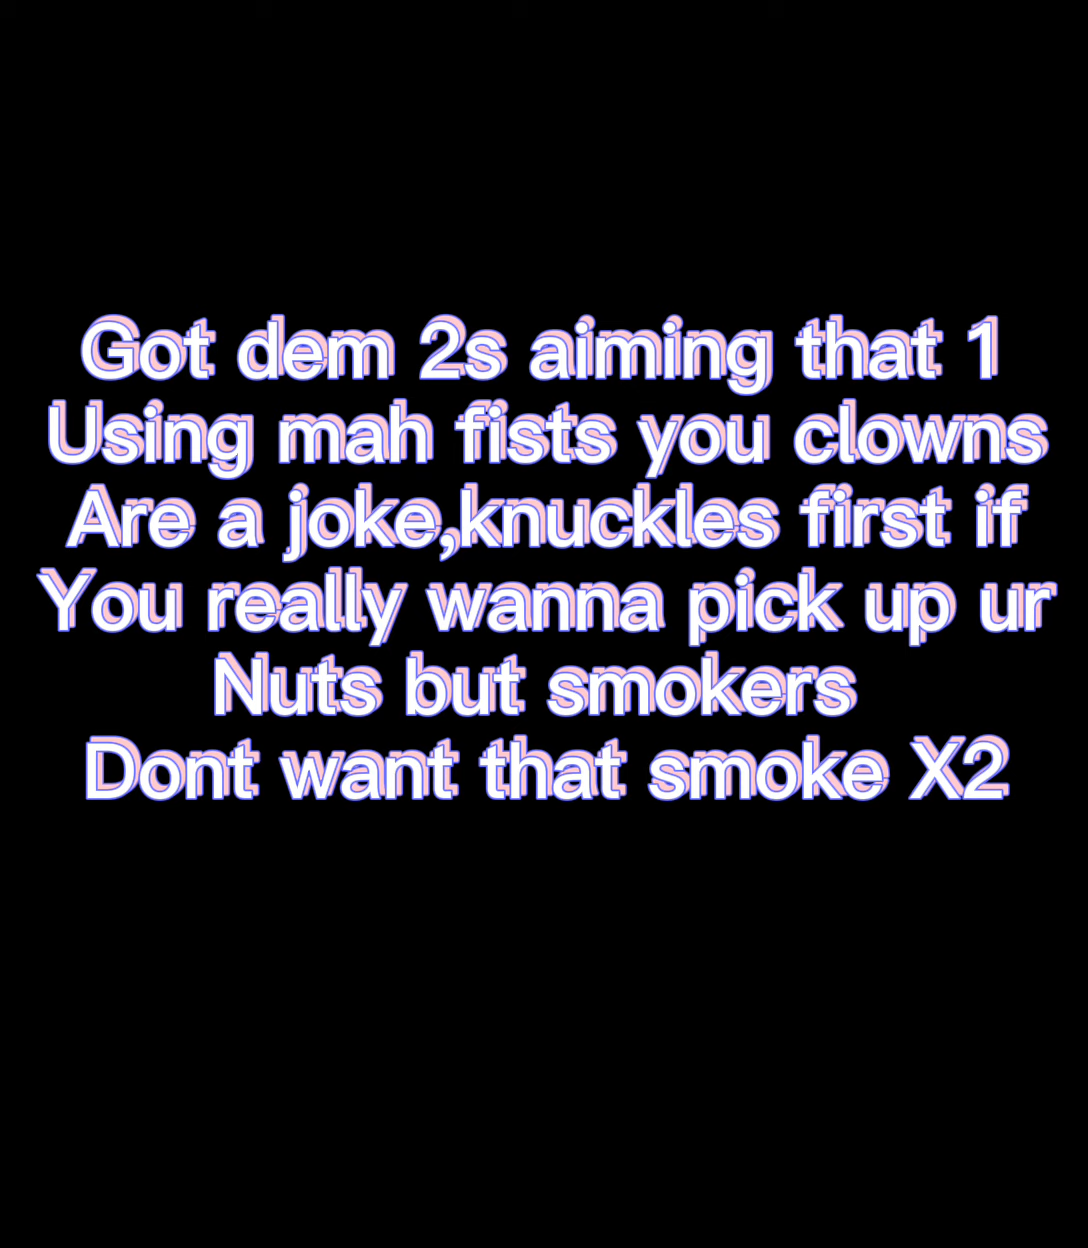 Got dem 2s aiming that 1
Using mah fists you clowns
Are a joke,knuckles first if
You really wanna pick up ur
Nuts but smokers
Dont want that smoke X2